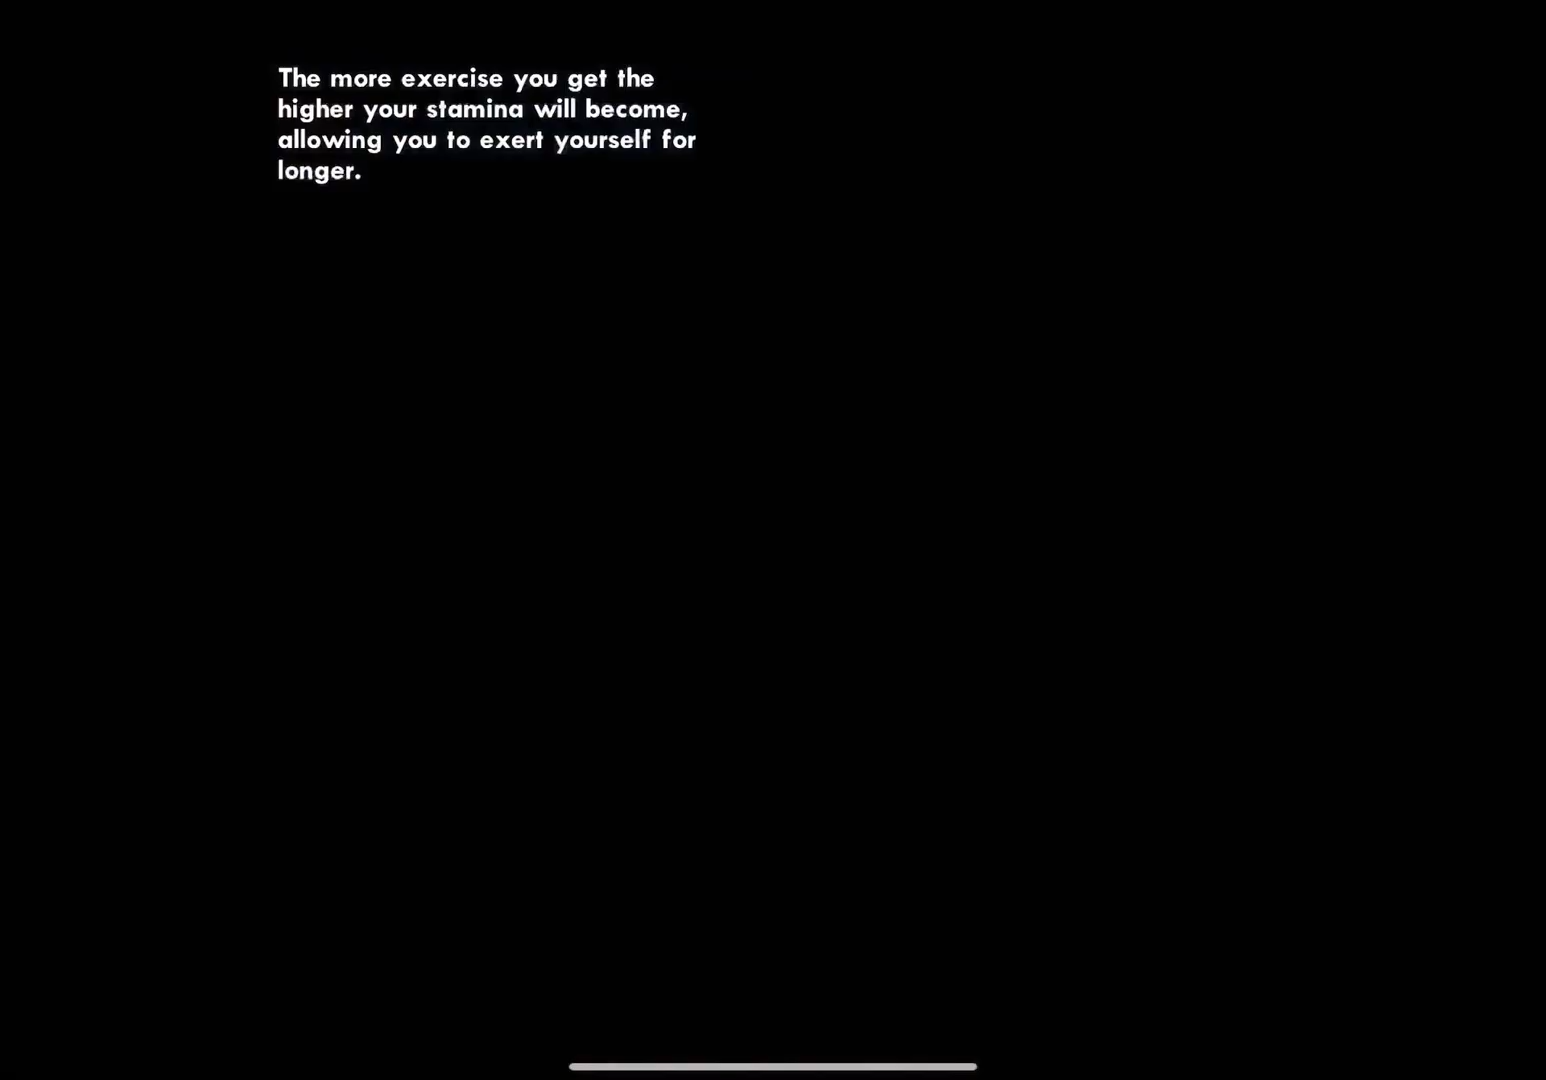 The more exercise you get the
higher your stamina will become,
allowing you to exert yourself for
longer.